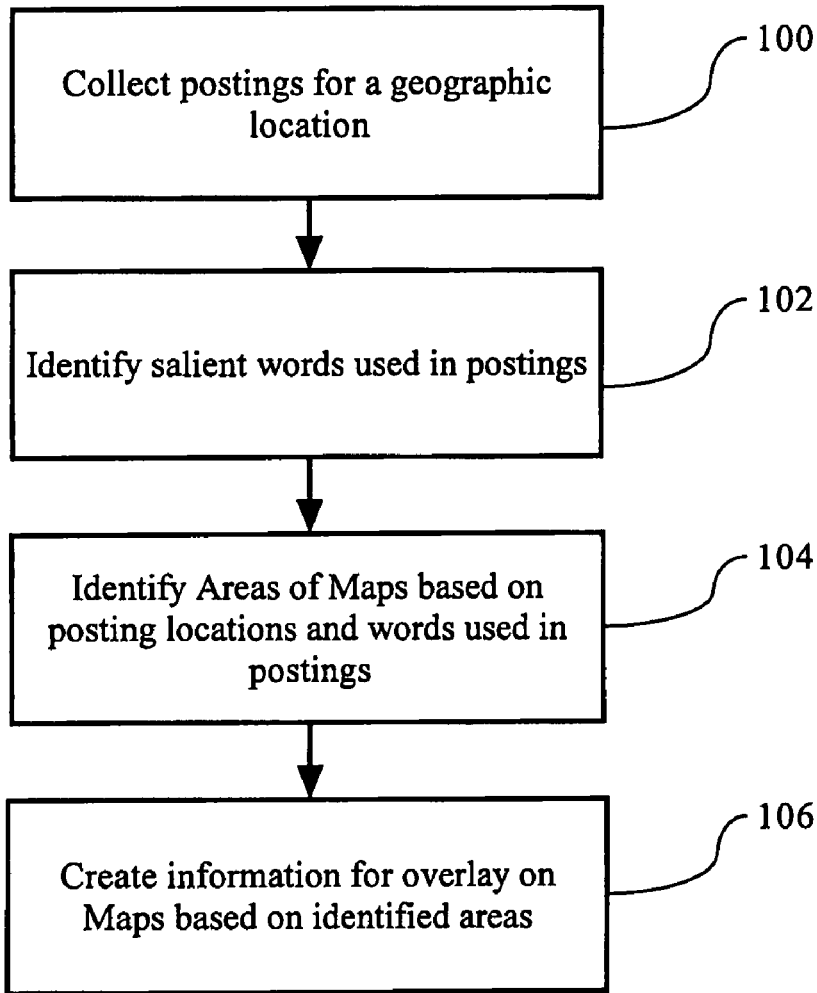 100
Collect postings for a geographic
location
102
Identify salient words used in postings
104
Identify Areas of Maps based on
posting locations and words used in
postings
106
Create information for overlay on
Maps based on identified areas